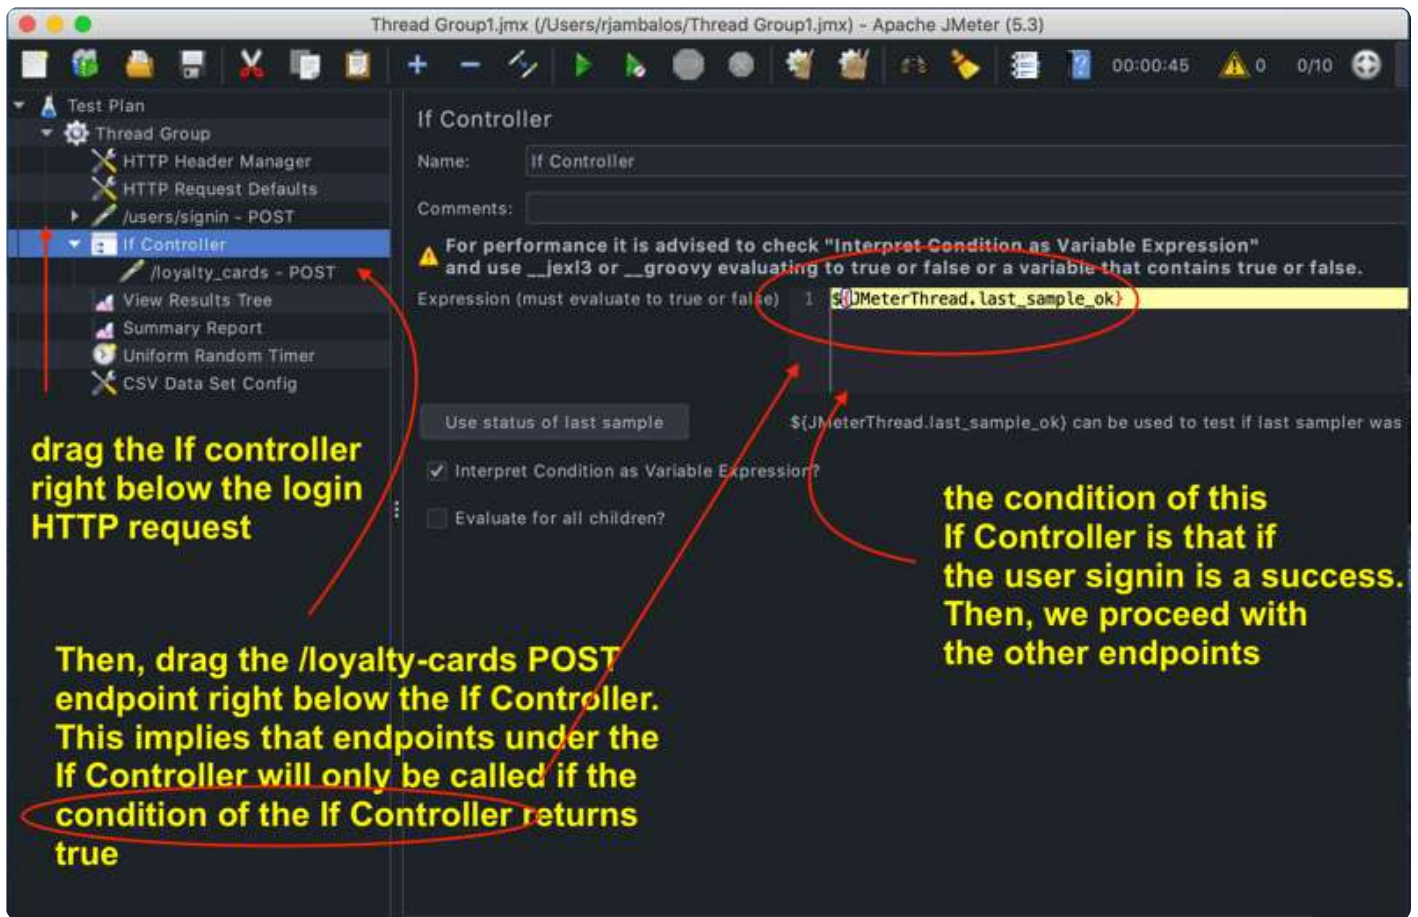 Thread Group1.jmx (/Users/rjambalos/Thread Group1.jmx) - Apache JMeter (5.3)
00:00:45
0
0/10
Test Plan
Thread Group
HTTP Header Manager
HTTP Request Defaults
/users/signin - POST
If Controller
/loyalty_cards - POST
View Results Tree
Summary Report
Uniform Random Timer
CSV Data Set Config
If Controller
Name:
If Controller
Comments:
For performance it is advised to check "Interpret Condition as Variable Expression"
and use __jexl3 or __groovy evaluating to true or false or a variable that contains true or false.
Expression (must evaluate to true or false)
1
${JMeterThread.last_sample_ok}
Use status of last sample
${JMeterThread.last_sample_ok} can be used to test if last sampler was
Interpret Condition as Variable Expression?
Evaluate for all children?
drag the If controller
right below the login
HTTP request
the condition of this
If Controller is that if
the user signin is a success.
Then, we proceed with
the other endpoints
Then, drag the /loyalty-cards POST
endpoint right below the If Controller.
This implies that endpoints under the
If Controller will only be called if the
condition of the If Controller returns
true